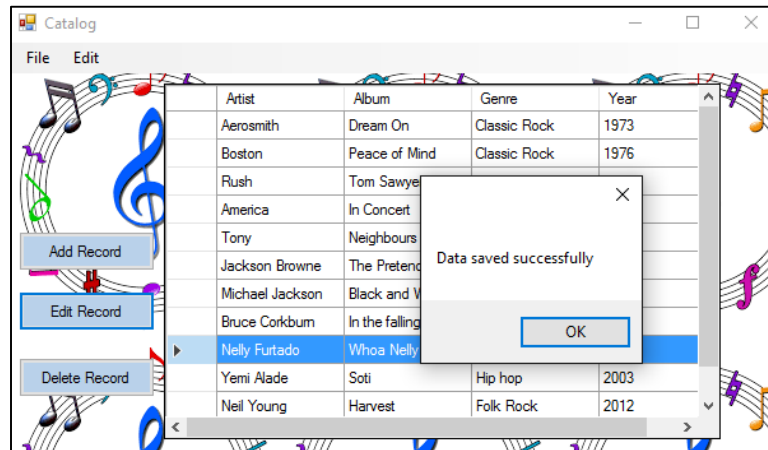 Catalog
File Edit
Artist Album Genre Year
Aerosmith Dream On Classic Rock 1973
Boston Peace of Mind Classic Rock 1976
Rush Tom Sawye
America In Concert
Tony Neighbours
Jackson Browne The Pretenc
Michael Jackson Black and W
Bruce Corkburn In the falling
Nelly Furtado Whoa Nelly
Yemi Alade Soti Hip hop 2003
Neil Young Harvest Folk Rock 2012
Add Record
Edit Record
Delete Record
Data saved successfully
OK